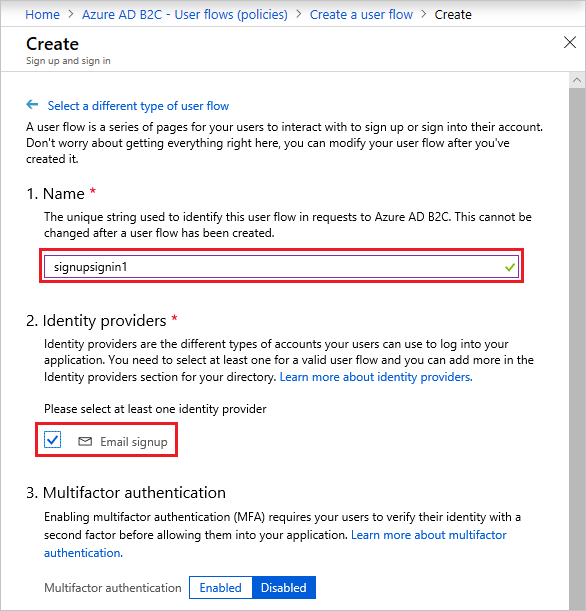 Home > Azure AD B2C - User flows (policies) > Create a user flow > Create
Create
Sign up and sign in
Select a different type of user flow
A user flow is a series of pages for your users to interact with to sign up or sign into their account.
Don't worry about getting everything right here, you can modify your user flow after you've
created it.
1. Name *
The unique string used to identify this user flow in requests to Azure AD B2C. This cannot be
changed after a user flow has been created.
signupsignin1
2. Identity providers *
Identity providers are the different types of accounts your users can use to log into your
application. You need to select at least one for a valid user flow and you can add more in the
Identity providers section for your directory. Learn more about identity providers.
Please select at least one identity provider
Email signup
3. Multifactor authentication
Enabling multifactor authentication (MFA) requires your users to verify their identity with a
second factor before allowing them into your application. Learn more about multifactor
authentication.
Multifactor authentication Enabled Disabled